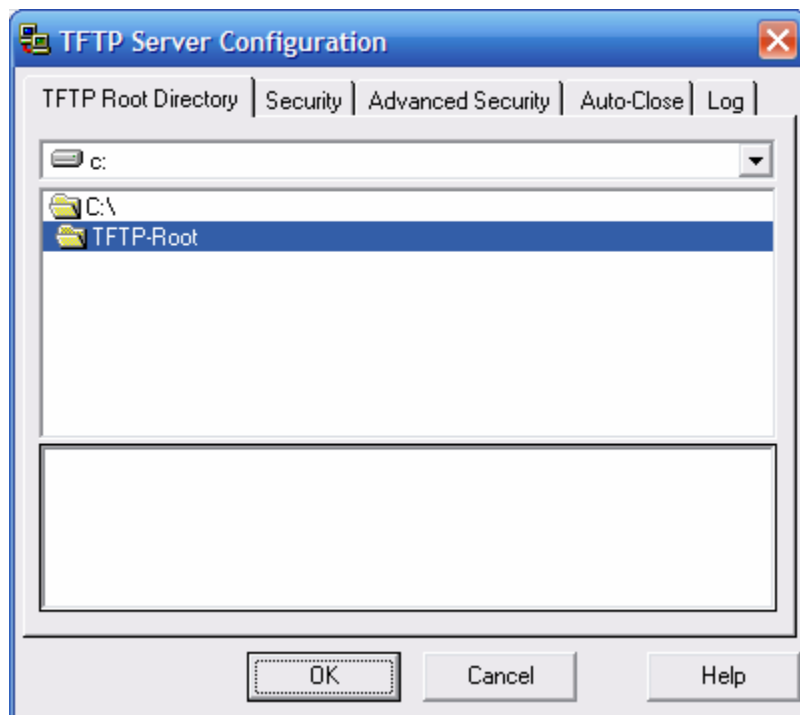 TFTP Server Configuration
TFTP Root Directory Security Advanced Security Auto-Close Log
c:
C:\
TFTP-Root
OK Cancel Help